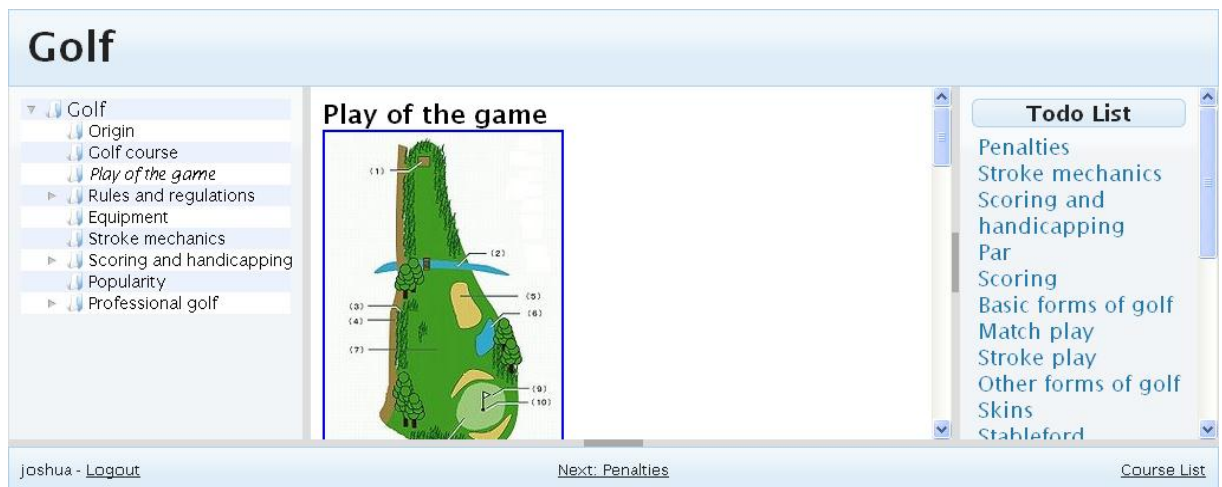 Golf
Golf
Origin
Golf course
Play of the game
Rules and regulations
Equipment
Stroke mechanics
Scoring and handicapping
Popularity
Professional golf
Play of the game
(1)
(2)
(3)
(4)
(5)
(6)
(7)
(9)
(10)
Todo List
Penalties
Stroke mechanics
Scoring and
handicapping
Par
Scoring
Basic forms of golf
Match play
Stroke play
Other forms of golf
Skins
Stableford
joshua - Logout
Next: Penalties
Course List